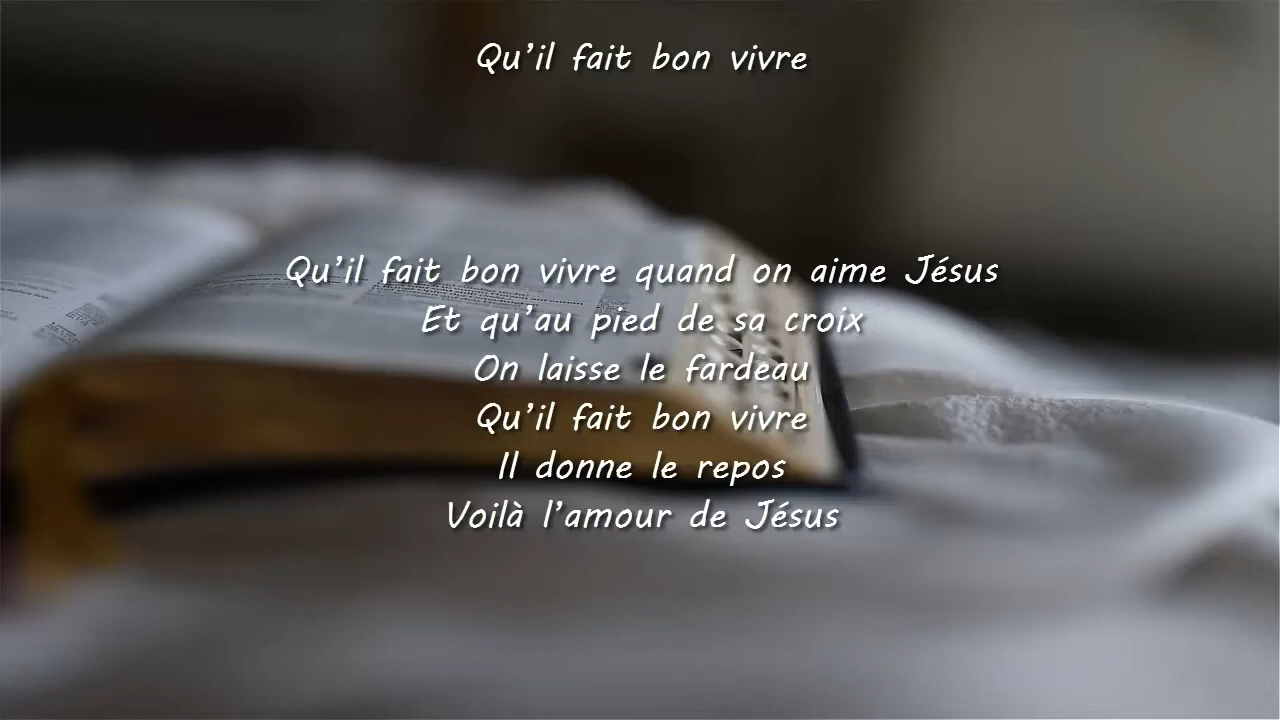 Qu'il fait bon vivre
Qu'il fait bon vivre quand on aime Jésus
Et qu'au pied de sa croix
On laisse le fardeau
Qu'il fait bon vivre
Il donne le repos
Voilà l'amour de Jésus